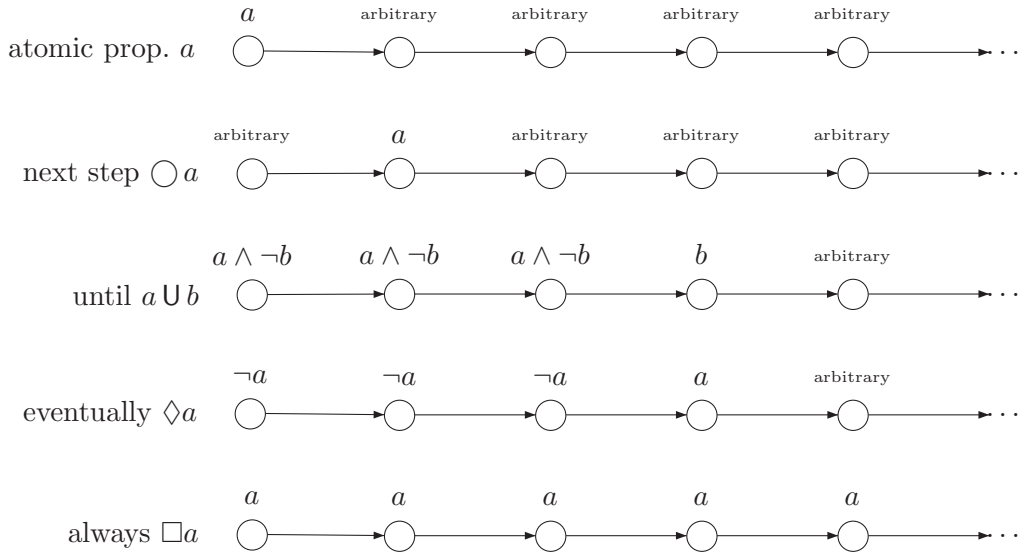 a arbitrary arbitrary arbitrary arbitrary
atomic prop. a ···
arbitrary a arbitrary arbitrary arbitrary
next step ◯ a ···
a ∧ ¬b a ∧ ¬b a ∧ ¬b b arbitrary
until a U b ···
¬a ¬a ¬a a arbitrary
eventually ◊a ···
a a a a a
always □a ···